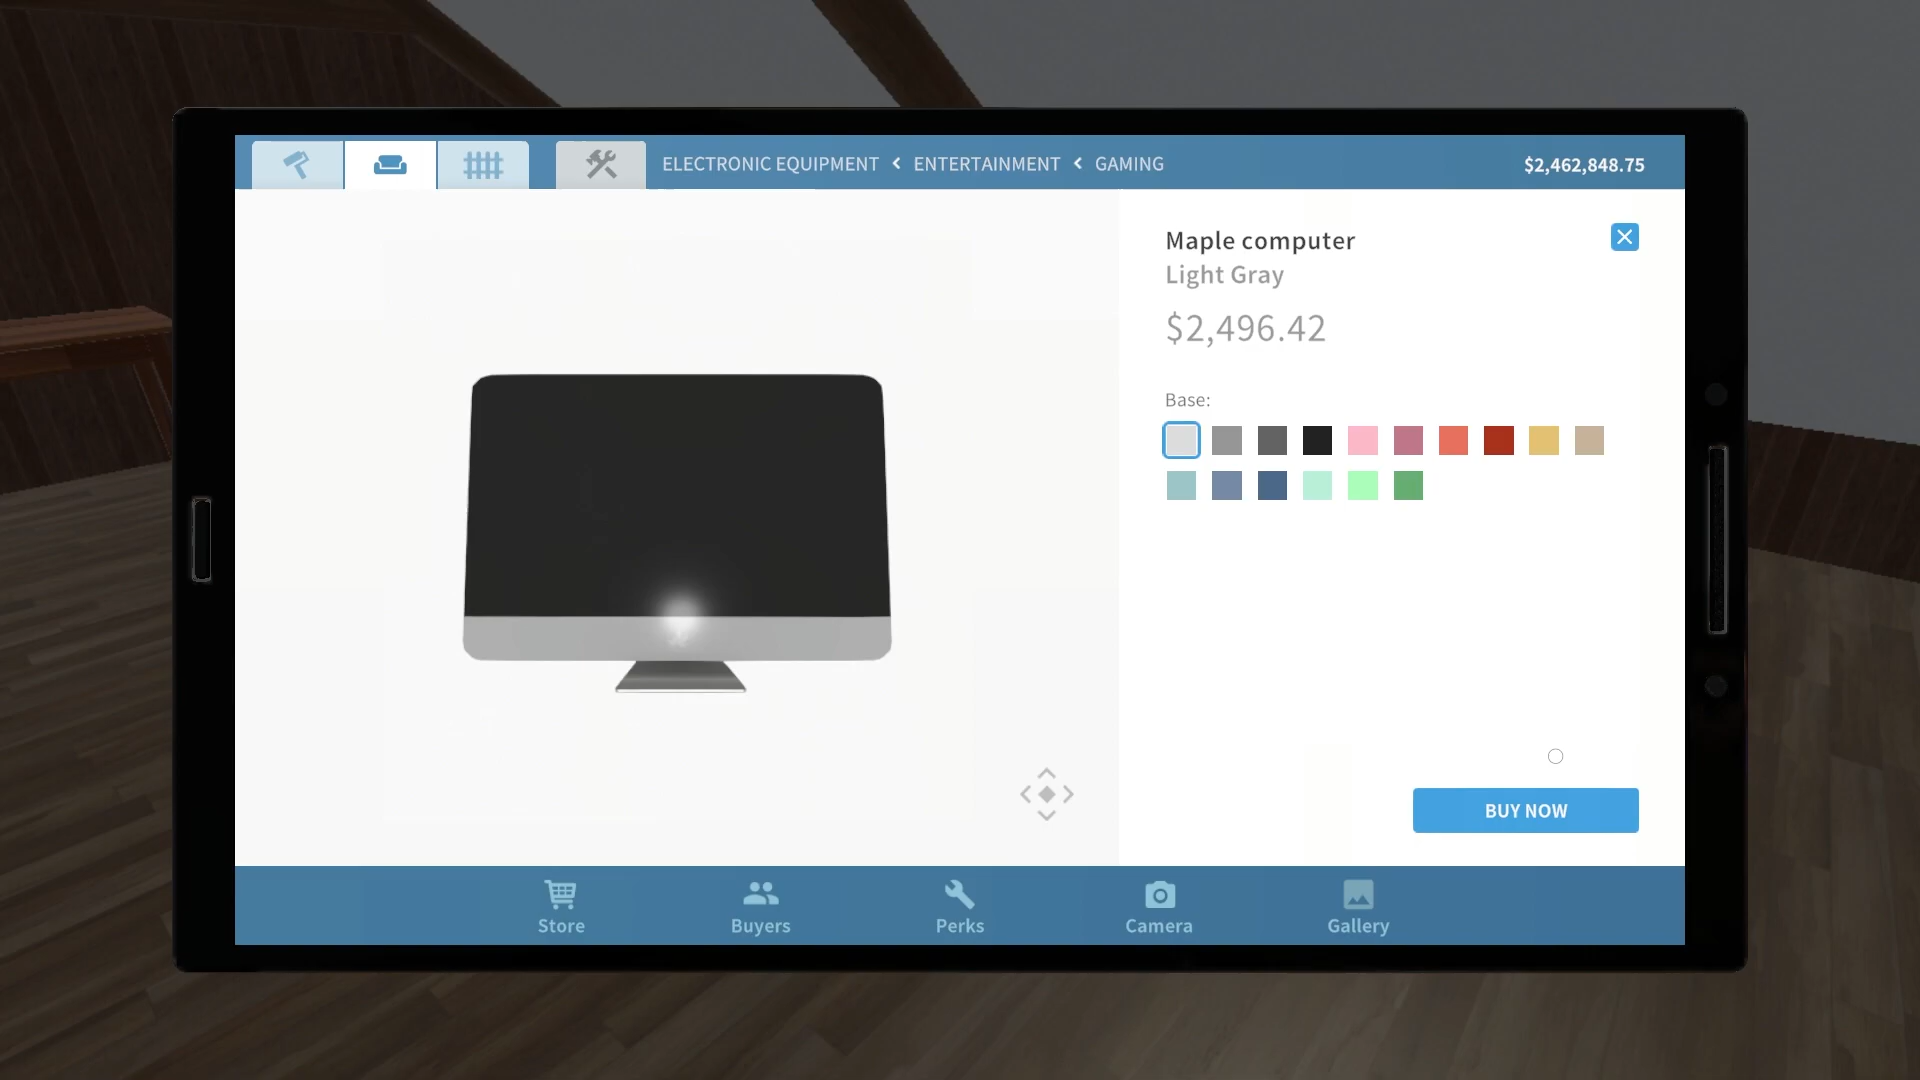 ELECTRONIC EQUIPMENT < ENTERTAINMENT < GAMING
$2,462,848.75
Maple computer
Light Gray
$2,496.42
Base:
BUY NOW
Store
Buyers
Perks
Camera
Gallery